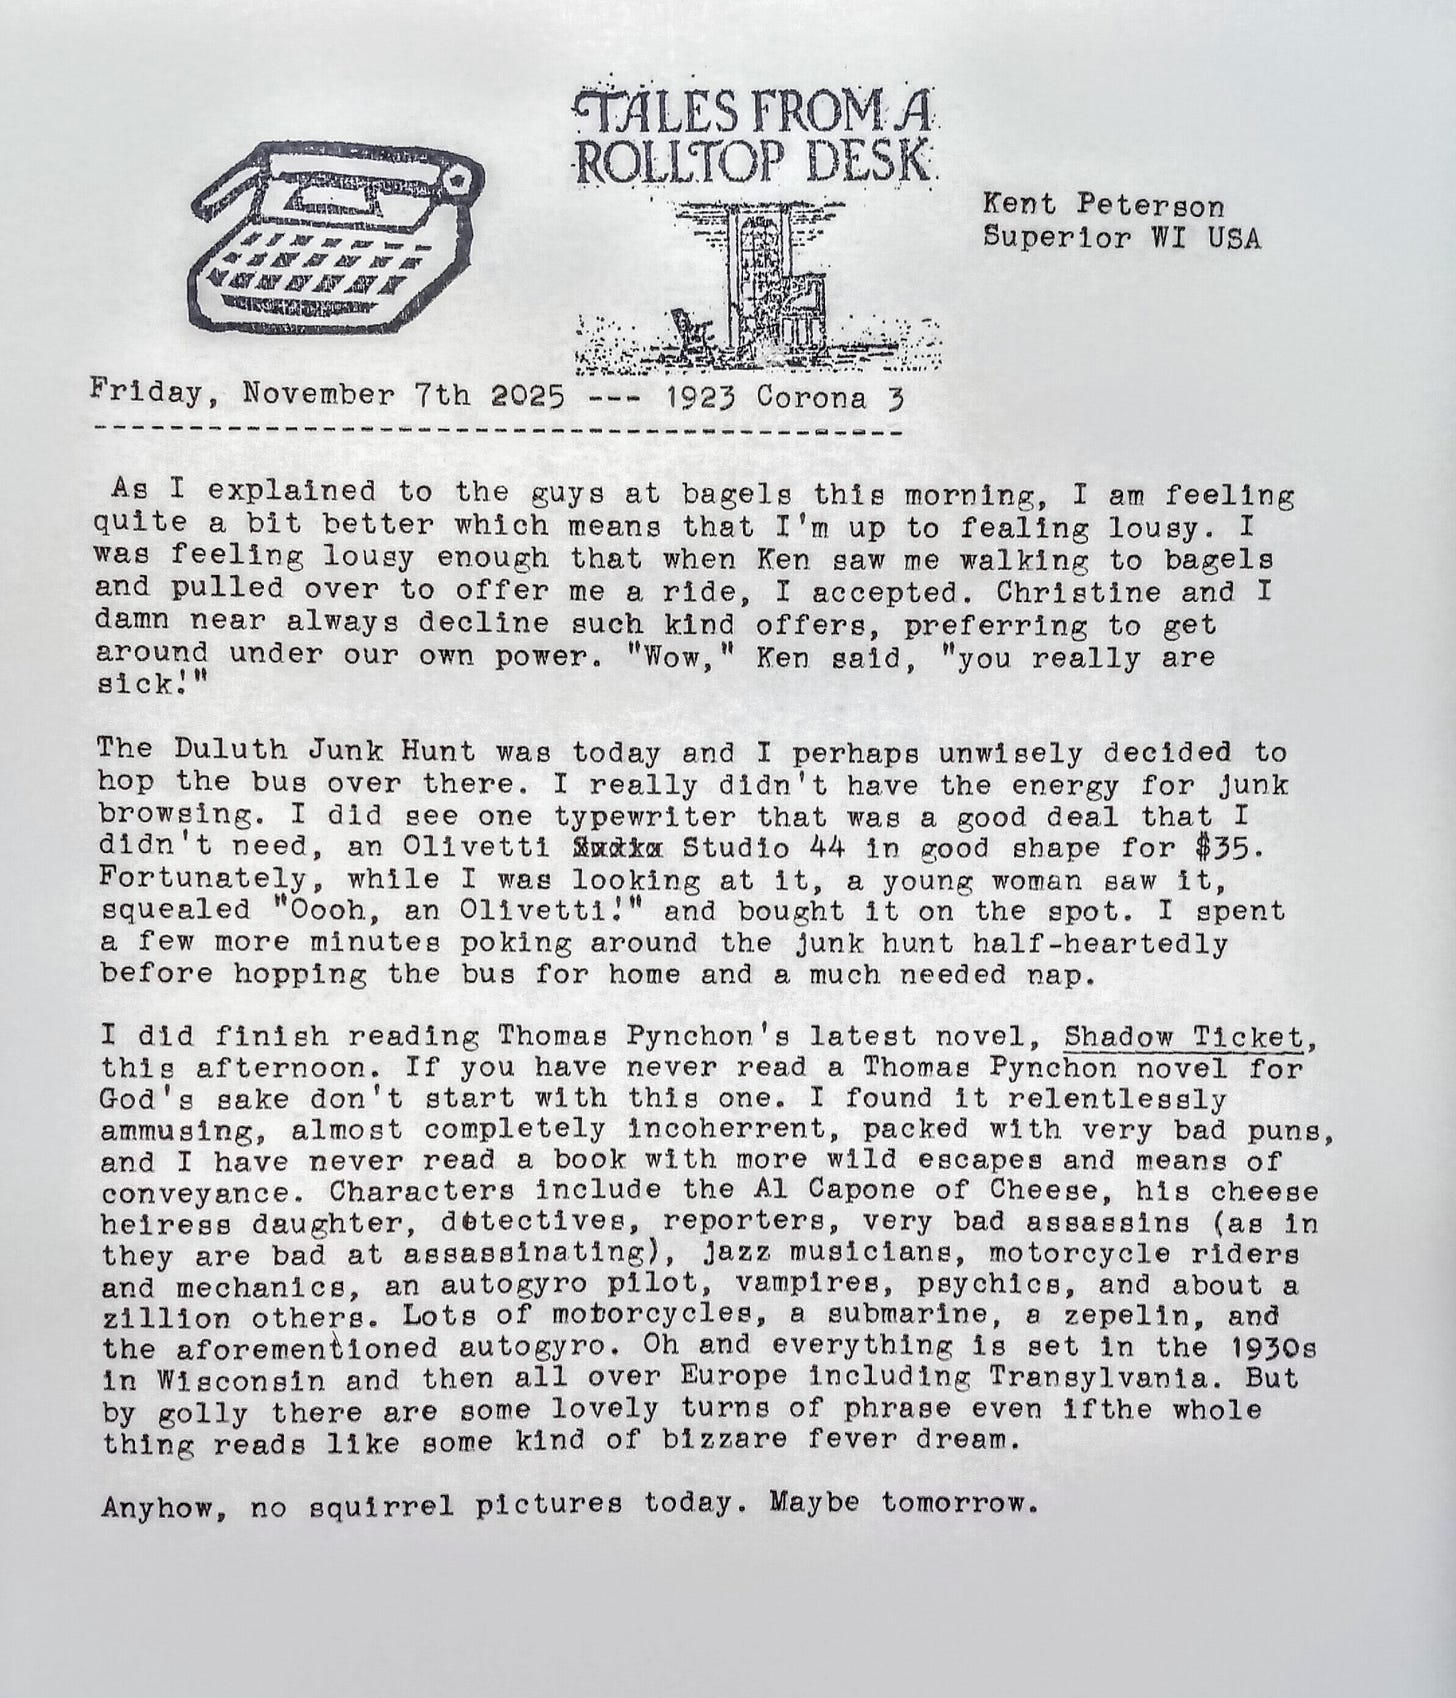 TALES FROM A
ROLLTOP DESK
Kent Peterson
Superior WI USA
Friday, November 7th 2025 --- 1923 Corona 3
-------------------------------------------
As I explained to the guys at bagels this morning, I am feeling
quite a bit better which means that I'm up to fealing lousy. I
was feeling lousy enough that when Ken saw me walking to bagels
and pulled over to offer me a ride, I accepted. Christine and I
damn near always decline such kind offers, preferring to get
around under our own power. "Wow," Ken said, "you really are
sick!"
The Duluth Junk Hunt was today and I perhaps unwisely decided to
hop the bus over there. I really didn't have the energy for junk
browsing. I did see one typewriter that was a good deal that I
didn't need, an Olivetti Studio 44 in good shape for $35.
Fortunately, while I was looking at it, a young woman saw it,
squealed "Oooh, an Olivetti!" and bought it on the spot. I spent
a few more minutes poking around the junk hunt half-heartedly
before hopping the bus for home and a much needed nap.
I did finish reading Thomas Pynchon's latest novel, Shadow Ticket,
this afternoon. If you have never read a Thomas Pynchon novel for
God's sake don't start with this one. I found it relentlessly
ammusing, almost completely incoherrent, packed with very bad puns,
and I have never read a book with more wild escapes and means of
conveyance. Characters include the Al Capone of Cheese, his cheese
heiress daughter, detectives, reporters, very bad assassins (as in
they are bad at assassinating), jazz musicians, motorcycle riders
and mechanics, an autogyro pilot, vampires, psychics, and about a
zillion others. Lots of motorcycles, a submarine, a zepelin, and
the aforementioned autogyro. Oh and everything is set in the 1930s
in Wisconsin and then all over Europe including Transylvania. But
by golly there are some lovely turns of phrase even ifthe whole
thing reads like some kind of bizzare fever dream.
Anyhow, no squirrel pictures today. Maybe tomorrow.